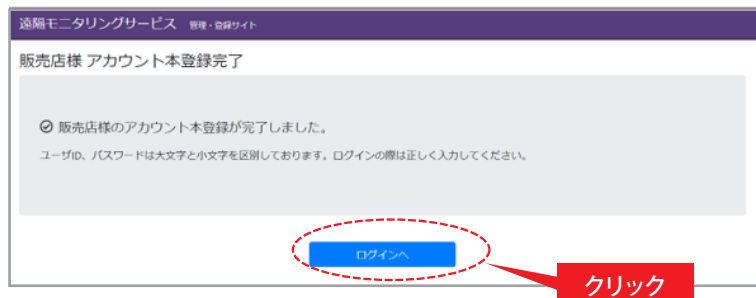 遠隔モニタリングサービス 管理・登録サイト
販売店様 アカウント本登録完了
販売店様のアカウント本登録が完了しました。
ユーザID、パスワードは大文字と小文字を区別しております。ログインの際は正しく入力してください。
ログインへ
クリック